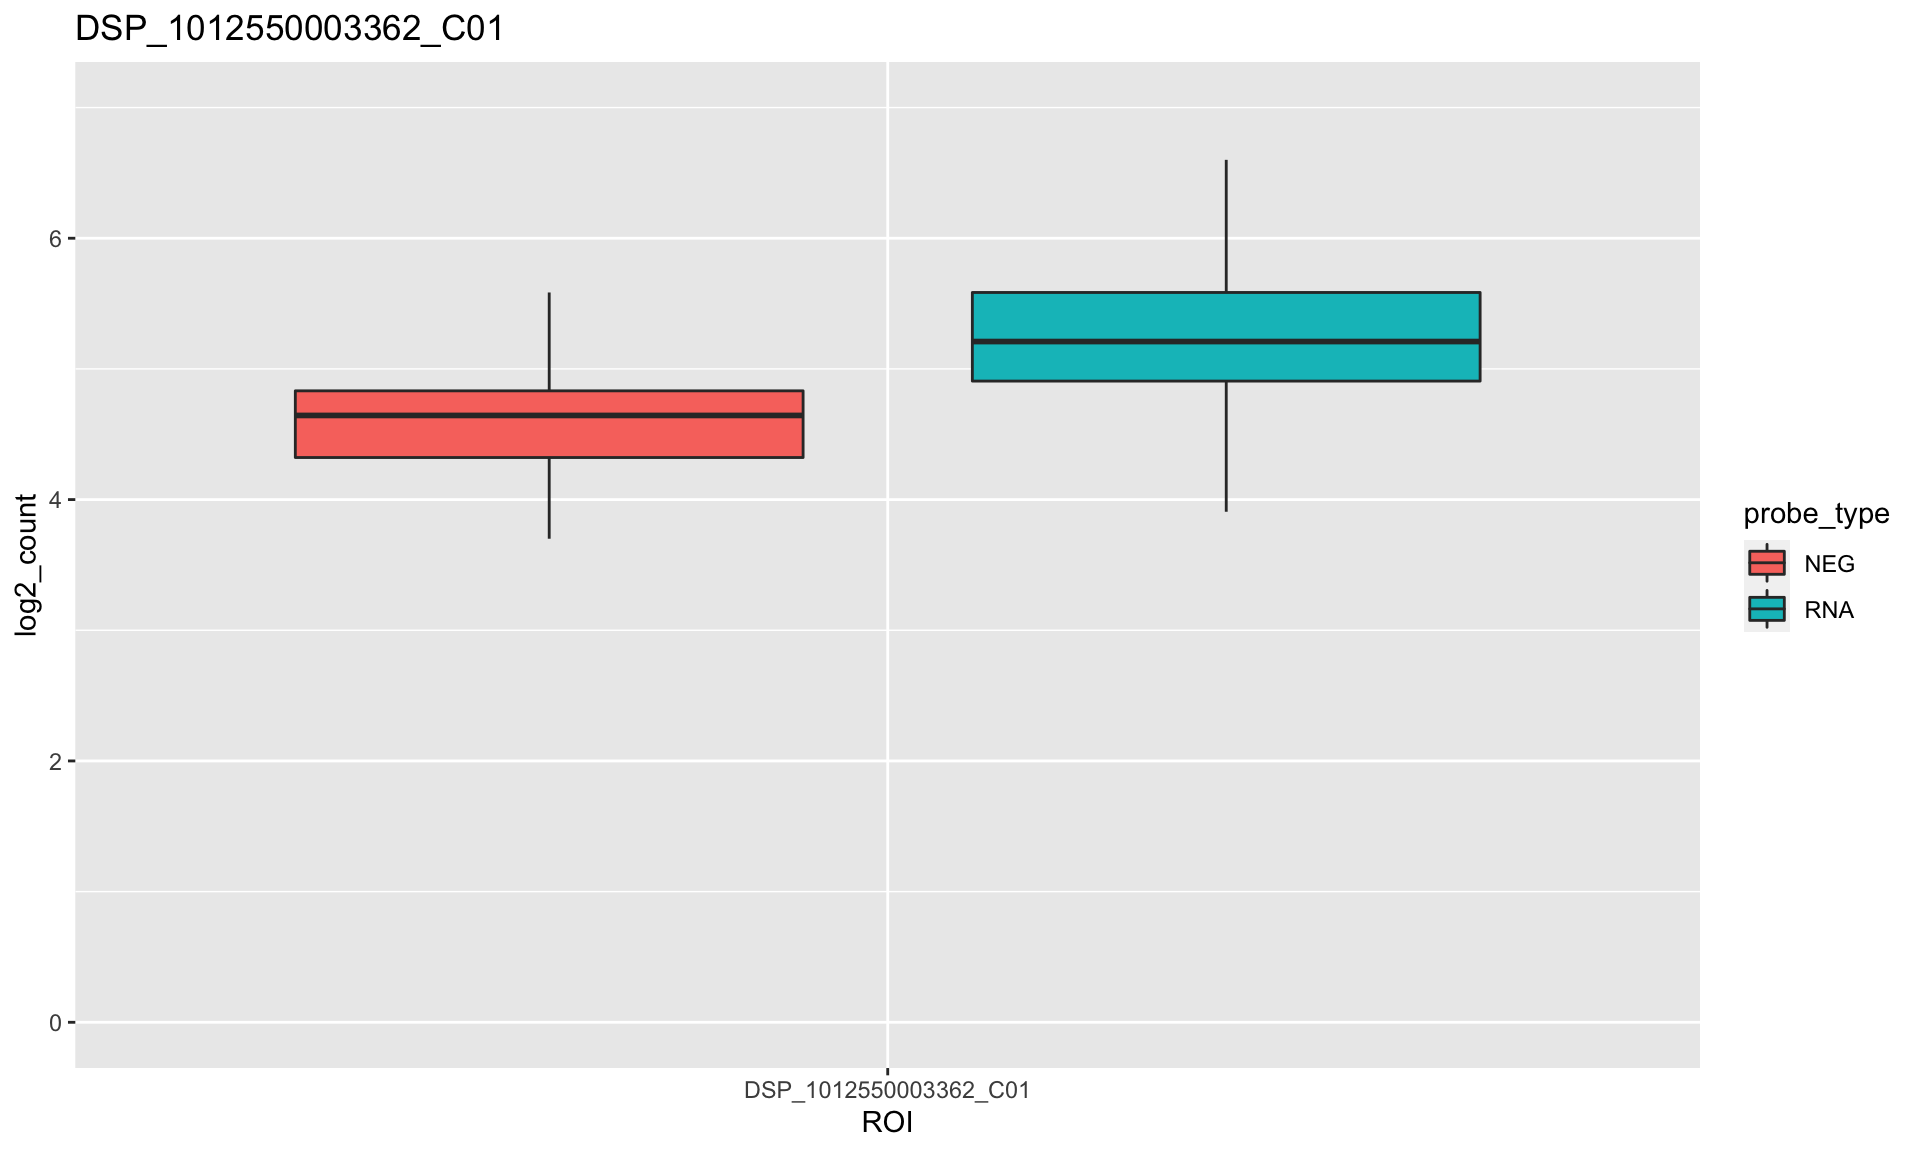 DSP_1012550003362_C01
6
4
2
0
log2_count
DSP_1012550003362_C01
ROI
probe_type
NEG
RNA